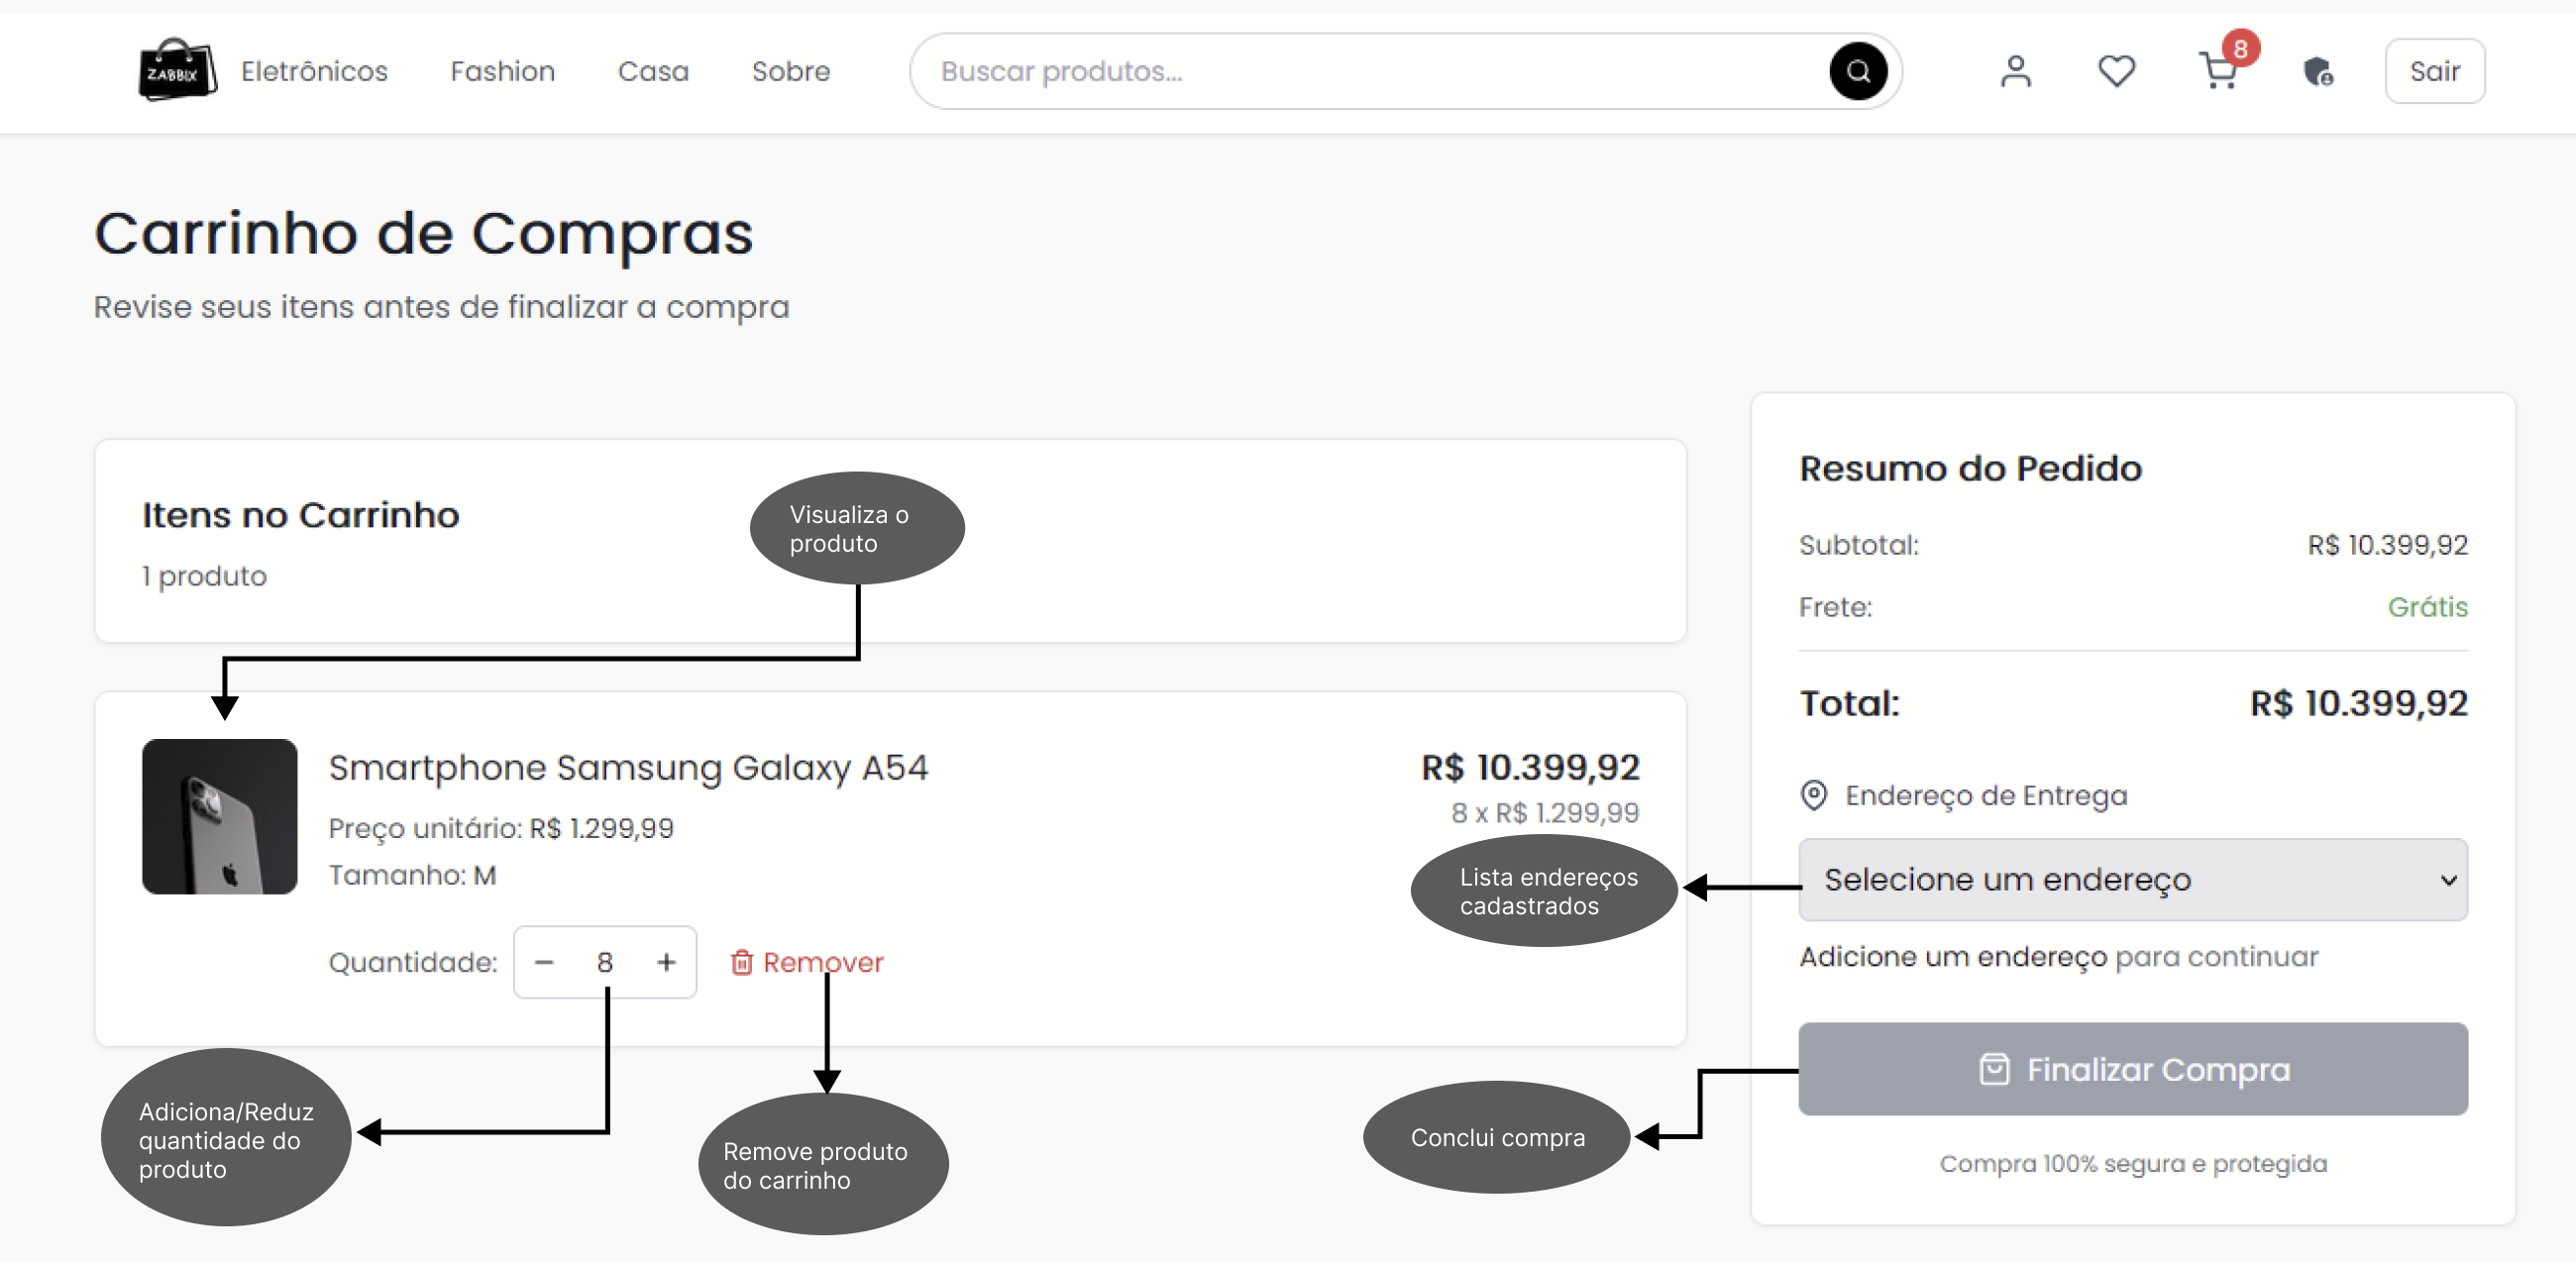 ZABBIX
Eletrônicos
Fashion
Casa
Sobre
Buscar produtos...
8
Sair
Carrinho de Compras
Revise seus itens antes de finalizar a compra
Itens no Carrinho
1 produto
Visualiza o
produto
Smartphone Samsung Galaxy A54
Preço unitário: R$ 1.299,99
Tamanho: M
Quantidade: − 8 + Remover
R$ 10.399,92
8 x R$ 1.299,99
Lista endereços
cadastrados
Adiciona/Reduz
quantidade do
produto
Remove produto
do carrinho
Conclui compra
Resumo do Pedido
Subtotal: R$ 10.399,92
Frete: Grátis
Total: R$ 10.399,92
Endereço de Entrega
Selecione um endereço
Adicione um endereço para continuar
Finalizar Compra
Compra 100% segura e protegida